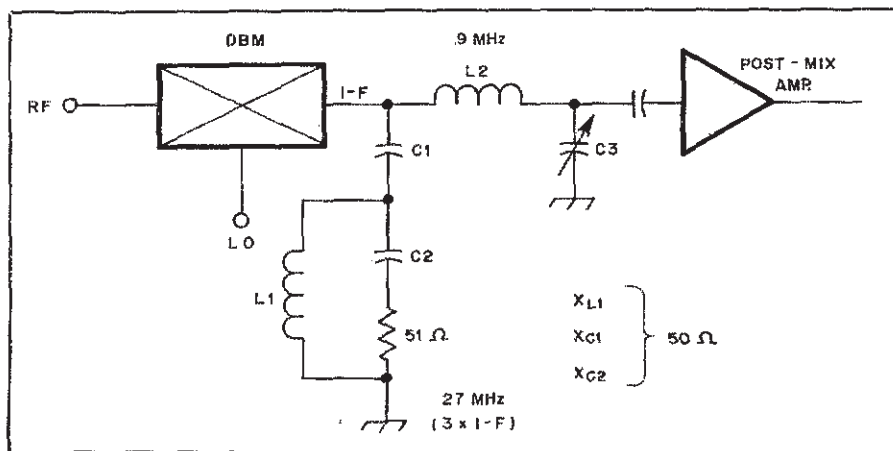 DBM
.9 MHz
L2
POST - MIX
AMP.
RF
I-F
C1
C3
LO
C2
L1
51 Ω
XL1
XC1
XC2
50 Ω
27 MHz
(3 x I-F)